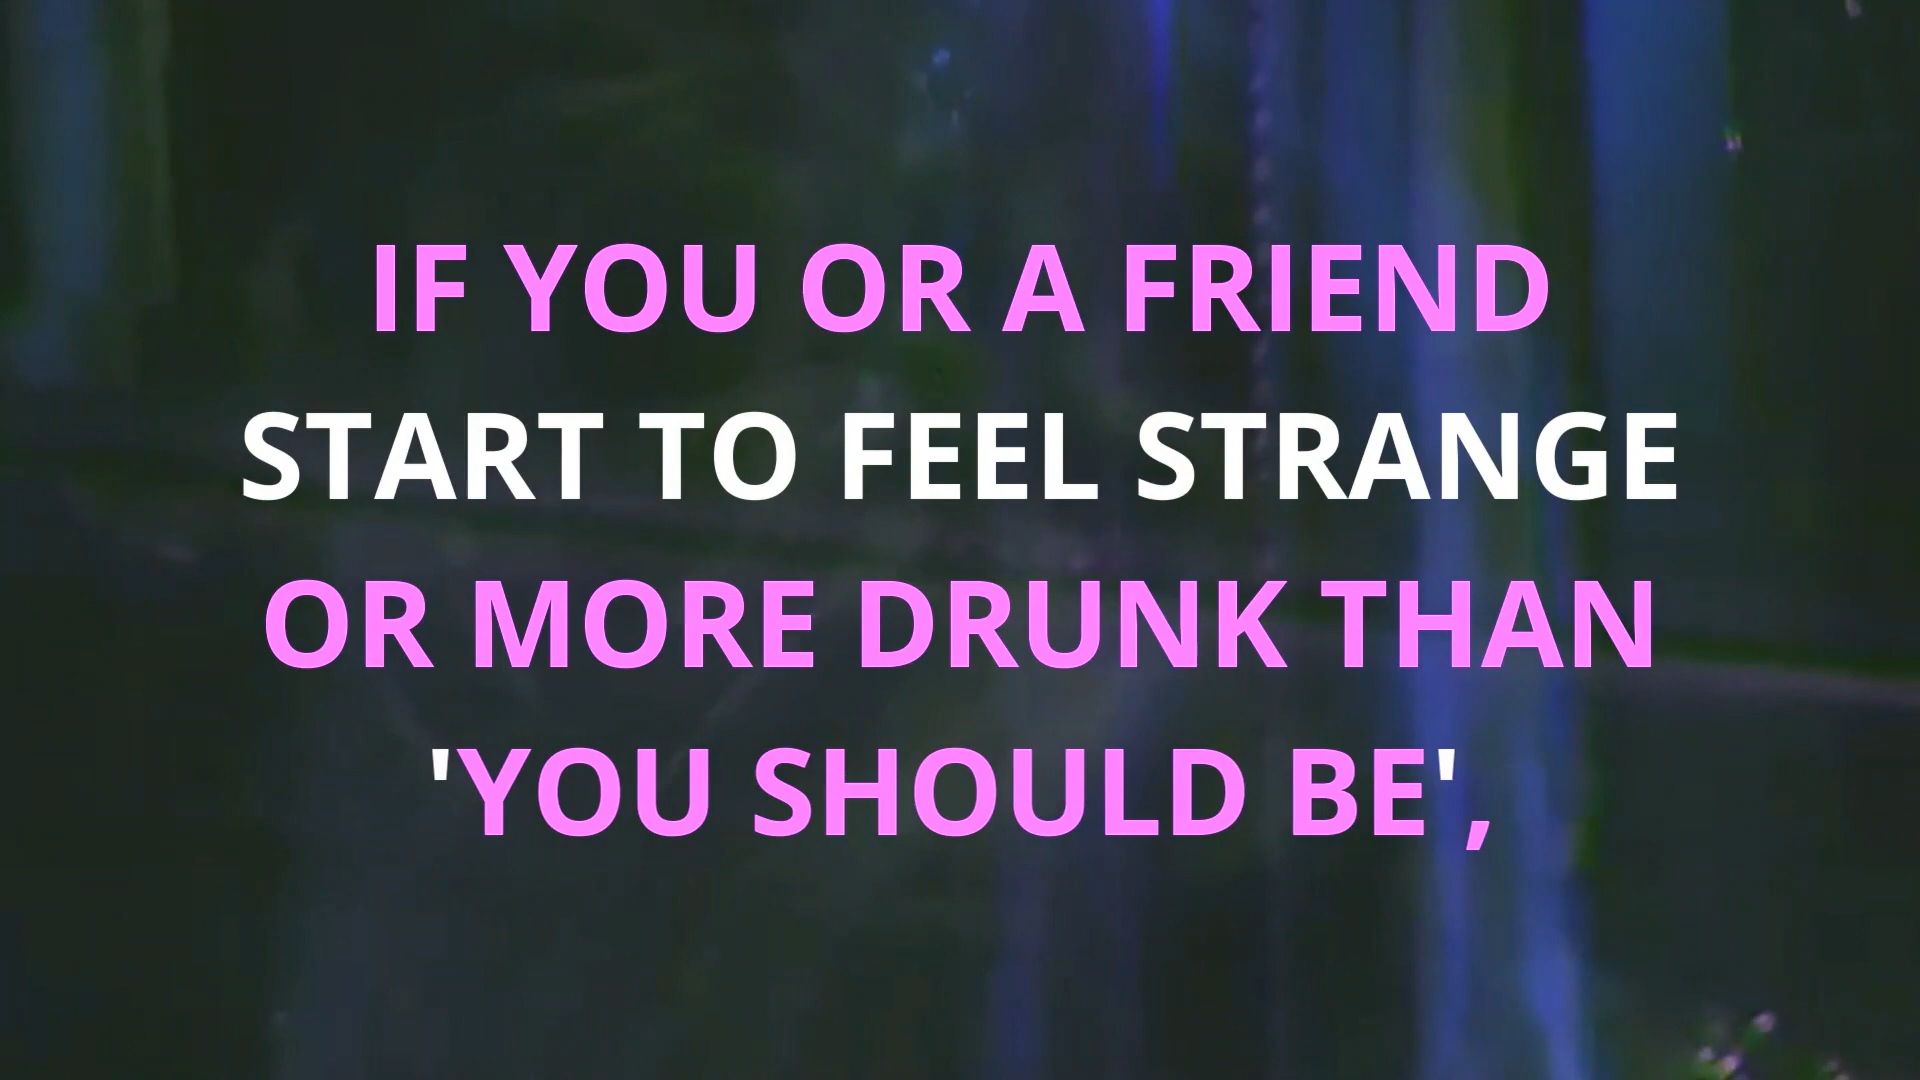 IF YOU OR A FRIEND
START TO FEEL STRANGE
OR MORE DRUNK THAN
'YOU SHOULD BE',